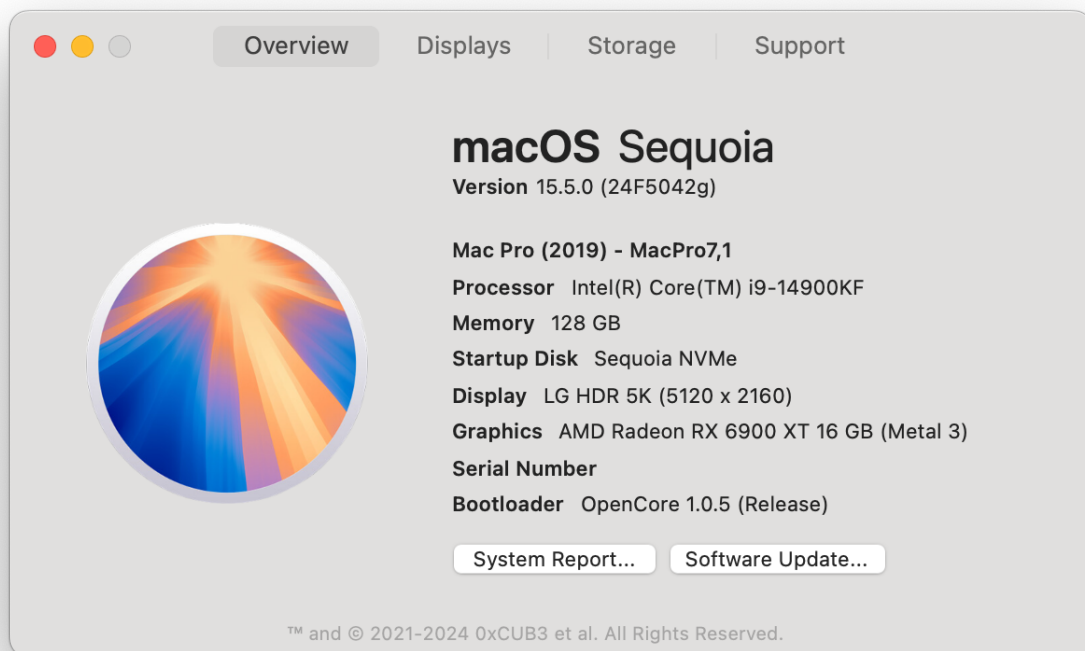 Overview Displays Storage Support
macOS Sequoia
Version 15.5.0 (24F5042g)
Mac Pro (2019) - MacPro7,1
Processor Intel(R) Core(TM) i9-14900KF
Memory 128 GB
Startup Disk Sequoia NVMe
Display LG HDR 5K (5120 x 2160)
Graphics AMD Radeon RX 6900 XT 16 GB (Metal 3)
Serial Number
Bootloader OpenCore 1.0.5 (Release)
System Report... Software Update...
™ and © 2021-2024 0xCUB3 et al. All Rights Reserved.